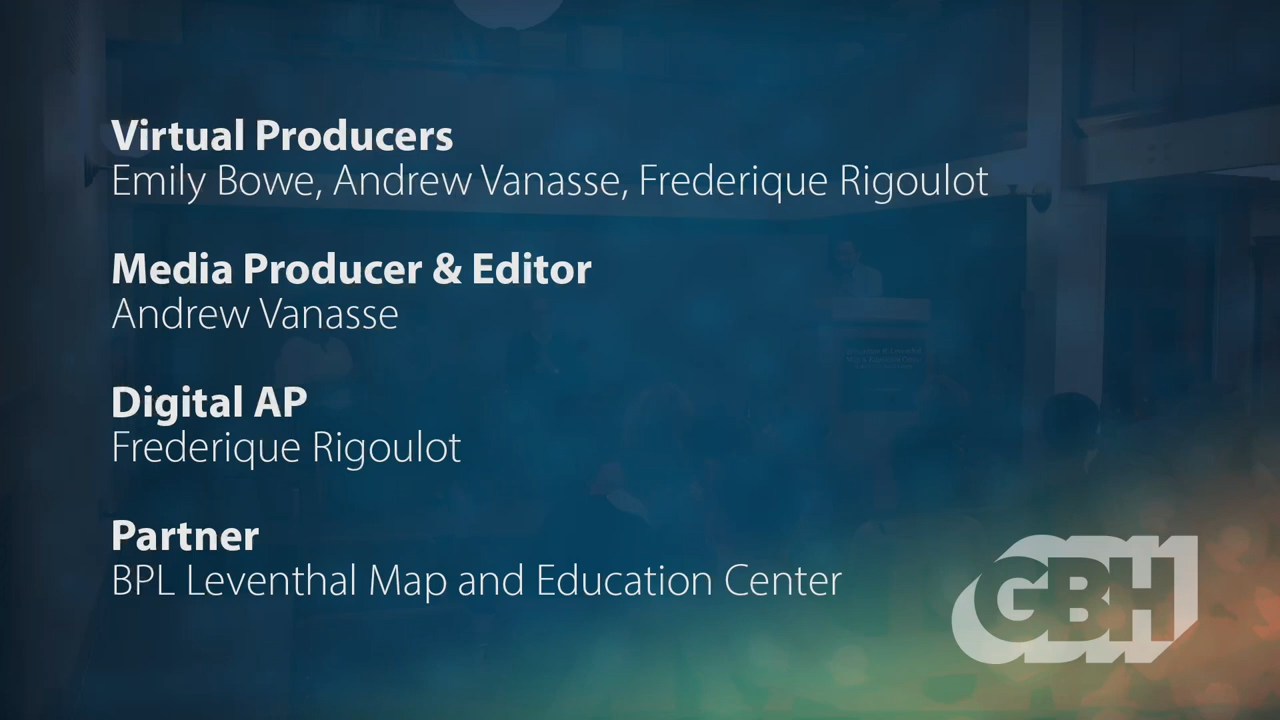 Virtual Producers
Emily Bowe, Andrew Vanasse, Frederique Rigoulot
Media Producer & Editor
Andrew Vanasse
Digital AP
Frederique Rigoulot
Partner
BPL Leventhal Map and Education Center
GBH